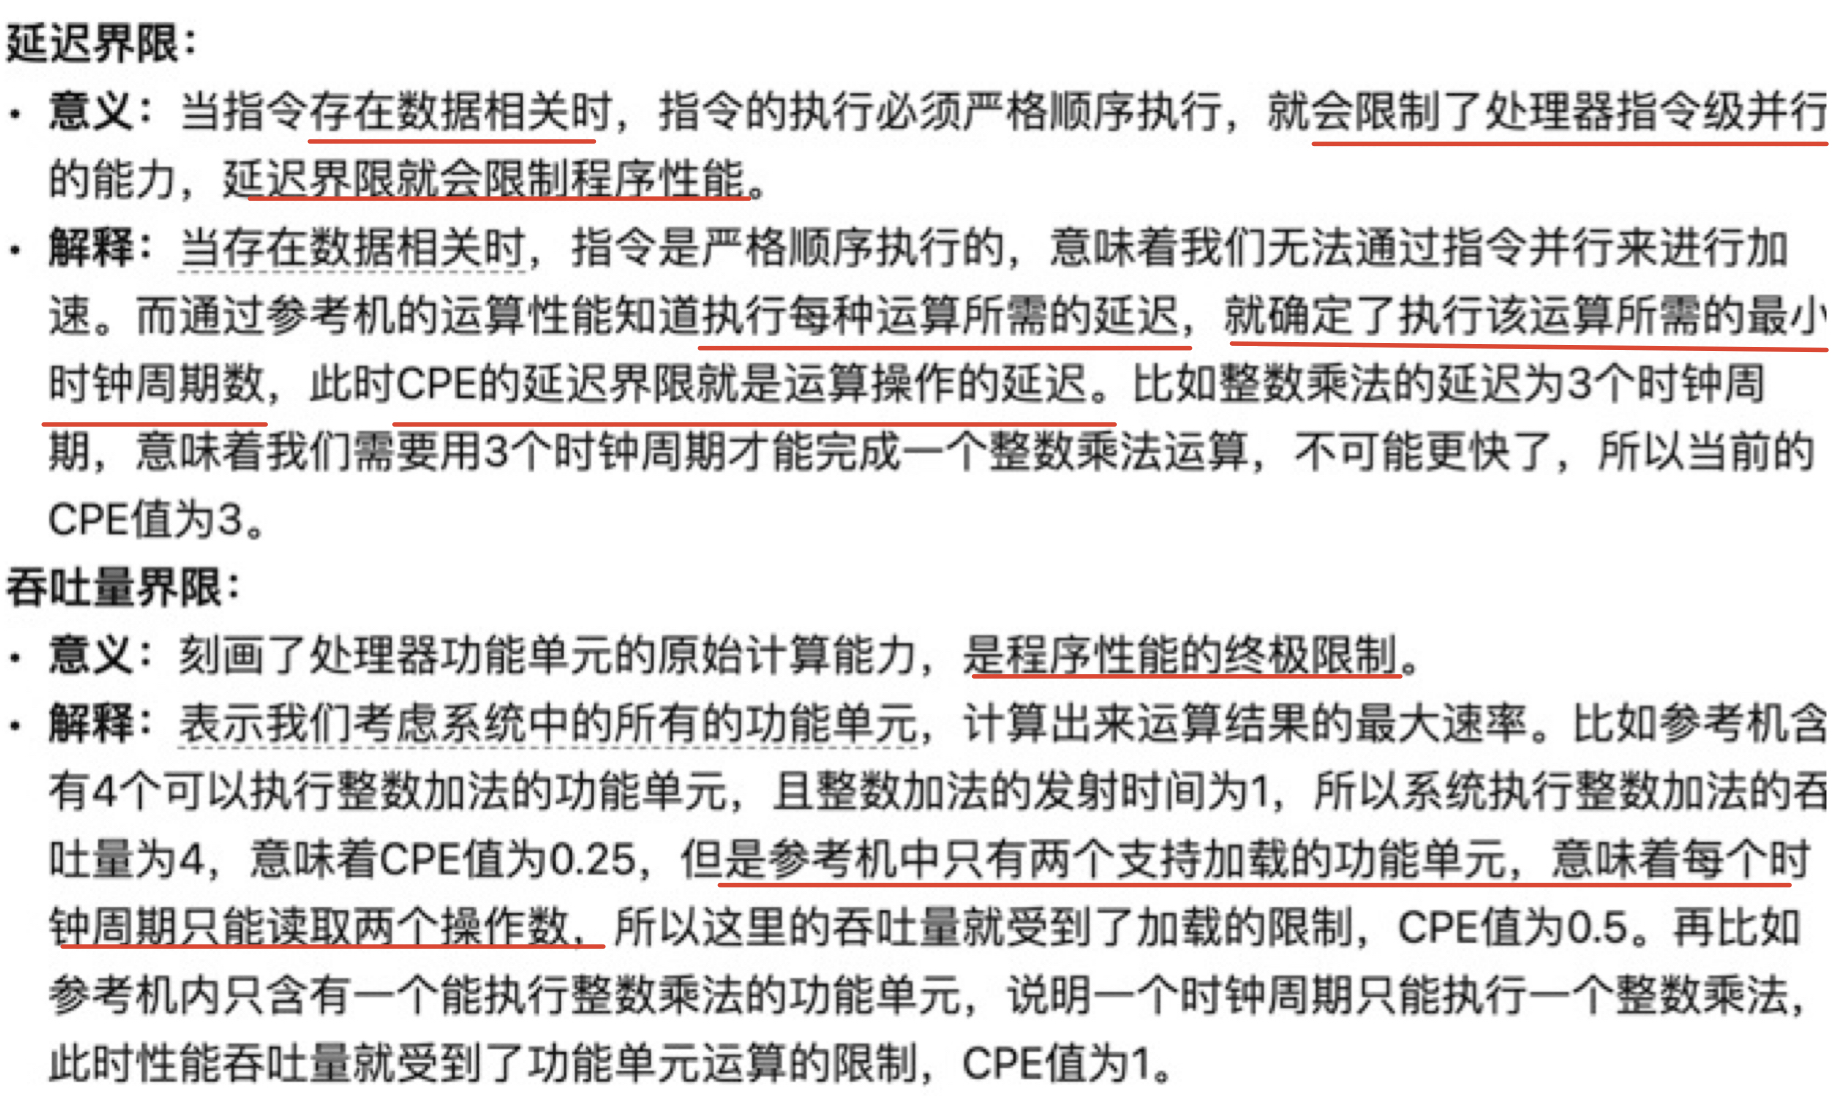 延迟界限：
• 意义：当指令存在数据相关时，指令的执行必须严格顺序执行，就会限制了处理器指令级并行
的能力，延迟界限就会限制程序性能。
• 解释：当存在数据相关时，指令是严格顺序执行的，意味着我们无法通过指令并行来进行加
速。而通过参考机的运算性能知道执行每种运算所需的延迟，就确定了执行该运算所需的最小
时钟周期数，此时CPE的延迟界限就是运算操作的延迟。比如整数乘法的延迟为3个时钟周
期，意味着我们需要用3个时钟周期才能完成一个整数乘法运算，不可能更快了，所以当前的
CPE值为3。
吞吐量界限：
• 意义：刻画了处理器功能单元的原始计算能力，是程序性能的终极限制。
• 解释：表示我们考虑系统中的所有的功能单元，计算出来运算结果的最大速率。比如参考机含
有4个可以执行整数加法的功能单元，且整数加法的发射时间为1，所以系统执行整数加法的吞
吐量为4，意味着CPE值为0.25，但是参考机中只有两个支持加载的功能单元，意味着每个时
钟周期只能读取两个操作数，所以这里的吞吐量就受到了加载的限制，CPE值为0.5。再比如
参考机内只含有一个能执行整数乘法的功能单元，说明一个时钟周期只能执行一个整数乘法，
此时性能吞吐量就受到了功能单元运算的限制，CPE值为1。